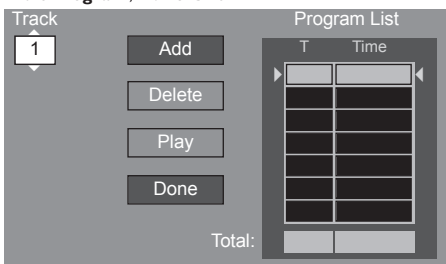 Track
Program List
1
Add
T
Time
Delete
Play
Done
Total: